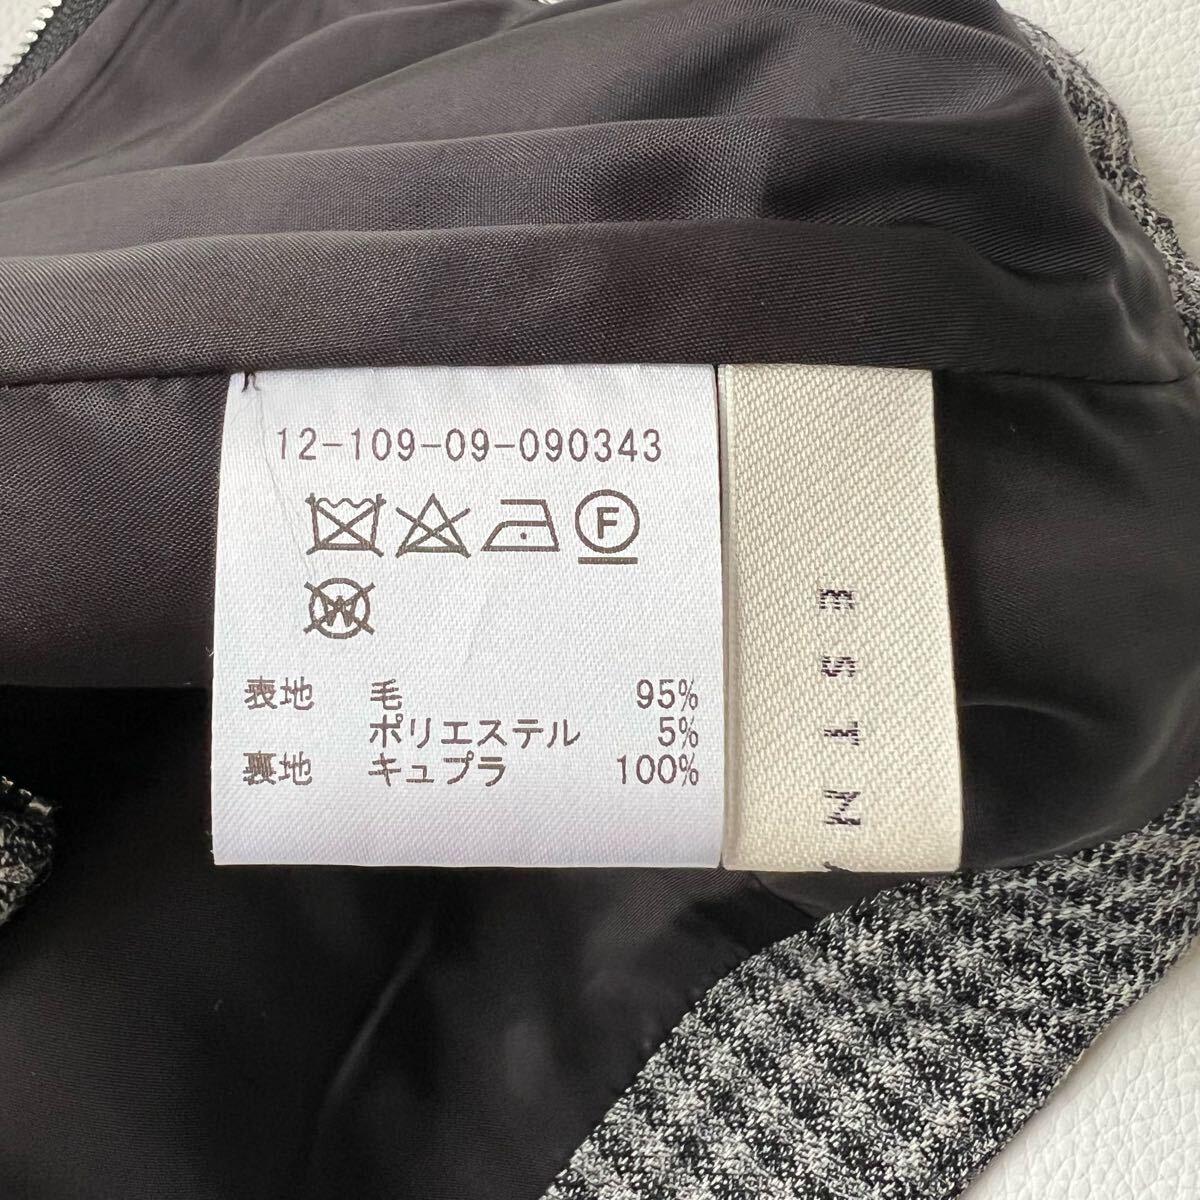 12-109-09-090343
F
W
表地 毛 95%
ポリエステル 5%
裏地 キュプラ 100%